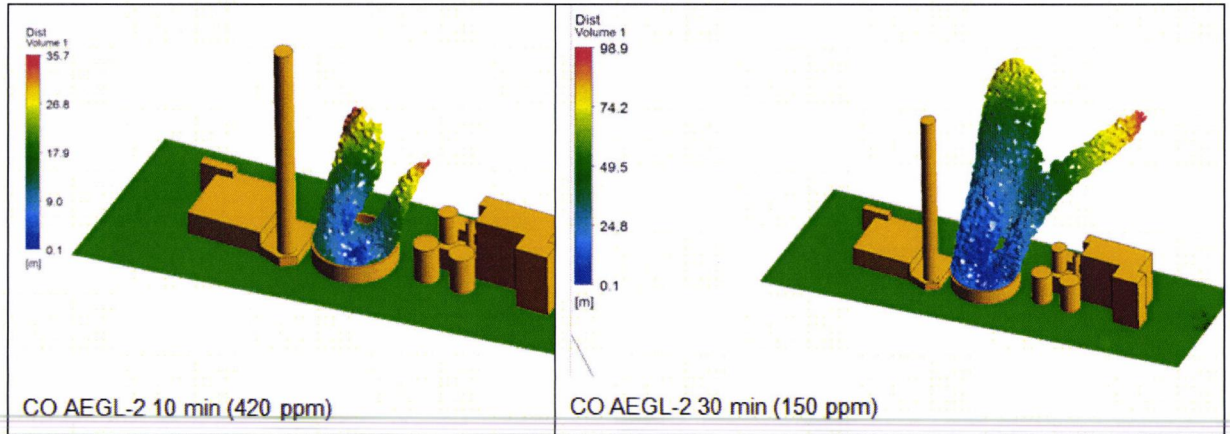 Dist
Volume 1
35.7
26.8
17.9
9.0
0.1
[m]
CO AEGL-2 10 min (420 ppm)
Dist
Volume 1
98.9
74.2
49.5
24.8
0.1
[m]
CO AEGL-2 30 min (150 ppm)